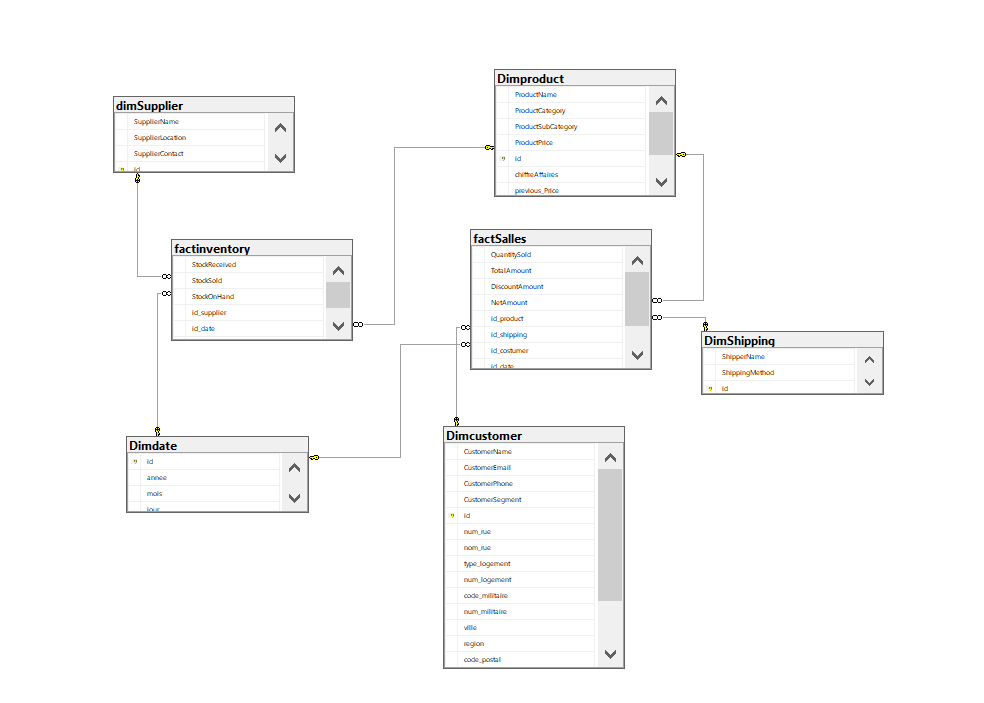 dimSupplier
SupplierName
SupplierLocation
SupplierContact
id
Dimproduct
ProductName
ProductCategory
ProductSubCategory
ProductPrice
id
chiffreAffaires
previous_Price
factinventory
StockReceived
StockSold
StockOnHand
id_supplier
id_date
factSalles
QuantitySold
TotalAmount
DiscountAmount
NetAmount
id_product
id_shipping
id_costumer
id_date
DimShipping
ShipperName
ShippingMethod
id
Dimdate
id
annee
mois
jour
Dimcustomer
CustomerName
CustomerEmail
CustomerPhone
CustomerSegment
id
num_rue
nom_rue
type_logement
num_logement
code_militaire
num_militaire
ville
region
code_postal